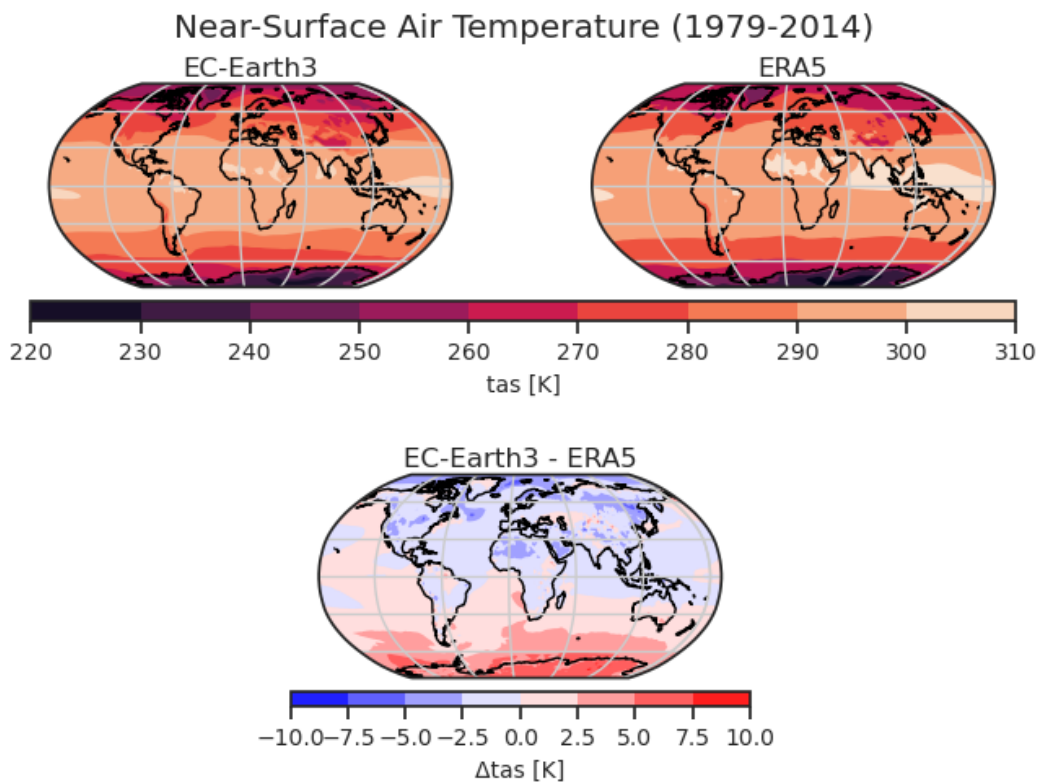 Near-Surface Air Temperature (1979-2014)
EC-Earth3
ERA5
220 230 240 250 260 270 280 290 300 310
tas [K]
EC-Earth3 - ERA5
−10.0 −7.5 −5.0 −2.5 0.0 2.5 5.0 7.5 10.0
Δtas [K]